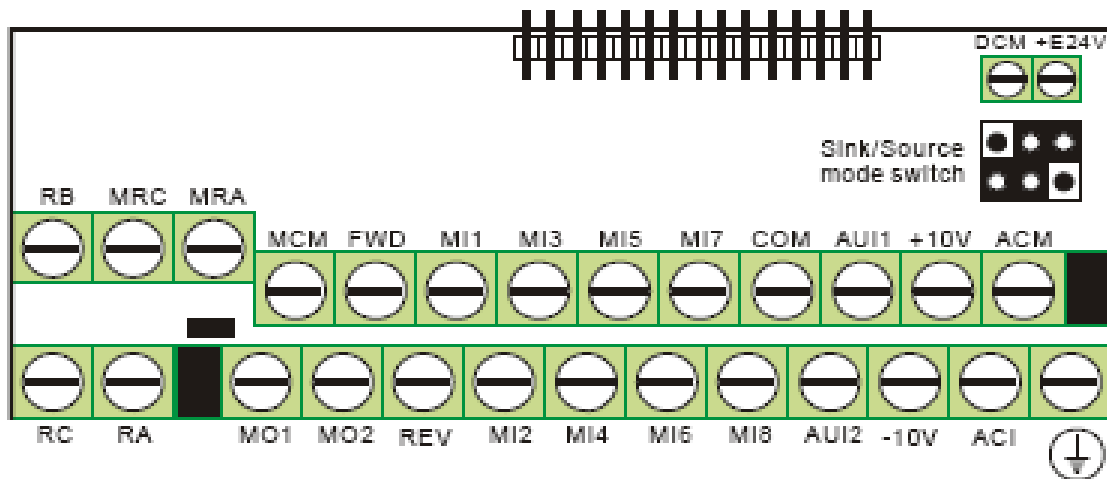 DCM +E24V
Sink/Source
mode switch
RB MRC MRA
MCM FWD MI1 MI3 MI5 MI7 COM AUI1 +10V ACM
RC RA MO1 MO2 REV MI2 MI4 MI6 MI8 AUI2 -10V ACI